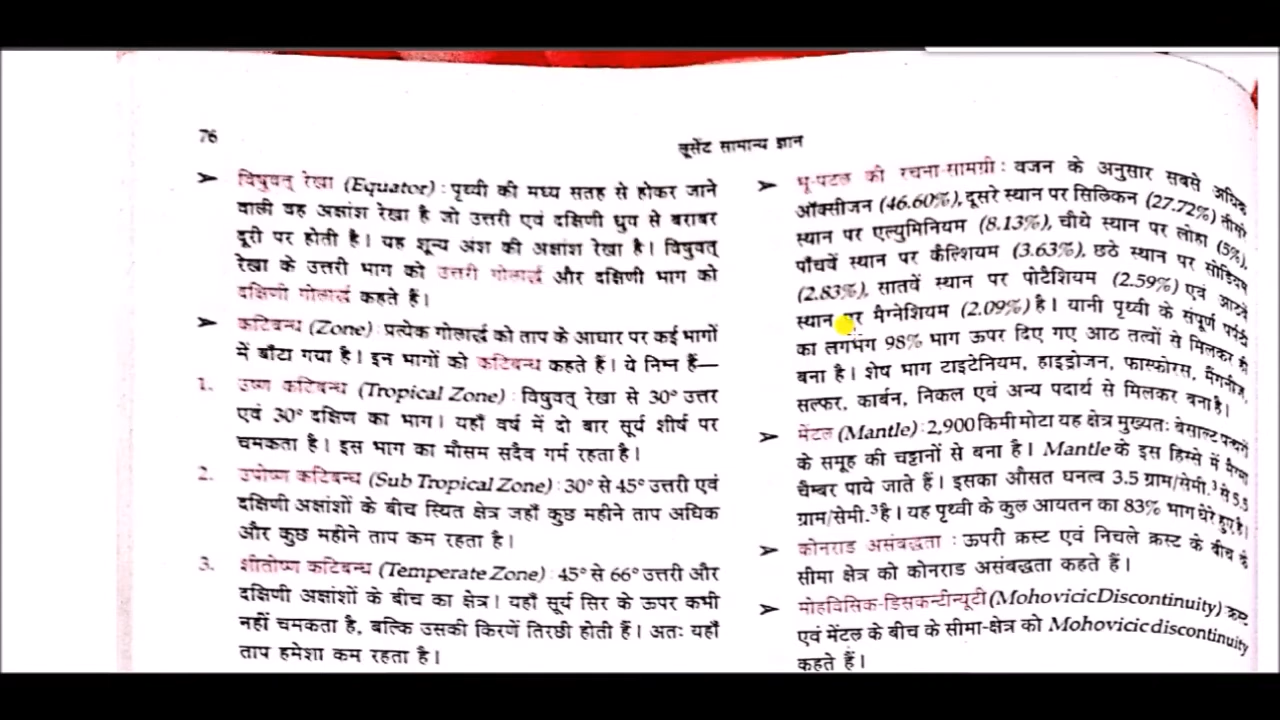 76
लूसेंट सामान्य ज्ञान
➤ विषुवत् रेखा (Equator) : पृथ्वी की मध्य सतह से होकर जाने
वाली वह अक्षांश रेखा है जो उत्तरी एवं दक्षिणी ध्रुप से बराबर
दूरी पर होती है। यह शून्य अंश की अक्षांश रेखा है। विषुवत्
रेखा के उत्तरी भाग को उत्तरी गोलार्द्ध और दक्षिणी भाग को
दक्षिणी गोलार्द्ध कहते हैं।
➤ कटिबन्ध (Zone) : प्रत्येक गोलार्द्ध को ताप के आधार पर कई भागों
में बाँटा गया है। इन भागों को कटिबन्ध कहते हैं। ये निम्न हैं—
1. उष्ण कटिबन्ध (Tropical Zone) : विषुवत् रेखा से 30° उत्तर
एवं 30° दक्षिण का भाग। यहाँ वर्ष में दो बार सूर्य शीर्ष पर
चमकता है। इस भाग का मौसम सदैव गर्म रहता है।
2. उपोष्ण कटिबन्ध (Sub Tropical Zone) : 30° से 45° उत्तरी एवं
दक्षिणी अक्षांशों के बीच स्थित क्षेत्र जहाँ कुछ महीने ताप अधिक
और कुछ महीने ताप कम रहता है।
3. शीतोष्ण कटिबन्ध (Temperate Zone) : 45° से 66° उत्तरी और
दक्षिणी अक्षांशों के बीच का क्षेत्र। यहाँ सूर्य सिर के ऊपर कभी
नहीं चमकता है, बल्कि उसकी किरणें तिरछी होती हैं। अतः यहाँ
ताप हमेशा कम रहता है।
➤ भू-पटल की रचना-सामग्री : वजन के अनुसार सबसे अधिक
ऑक्सीजन (46.60%), दूसरे स्थान पर सिलिकन (27.72%) तीसरे
स्थान पर एल्युमिनियम (8.13%), चौथे स्थान पर लोहा (5%),
पाँचवें स्थान पर कैल्शियम (3.63%), छठे स्थान पर सोडियम
(2.83%), सातवें स्थान पर पोटैशियम (2.59%) एवं आठवें
स्थान पर मैग्नेशियम (2.09%) है। यानी पृथ्वी के संपूर्ण पर्पटी
का लगभग 98% भाग ऊपर दिए गए आठ तत्वों से मिलकर ही
बना है। शेष भाग टाइटेनियम, हाइड्रोजन, फास्फोरस, मैंगनीज,
सल्फर, कार्बन, निकल एवं अन्य पदार्थ से मिलकर बना है।
➤ मेंटल (Mantle) : 2,900 किमी मोटा यह क्षेत्र मुख्यतः बेसाल्ट पत्थरों
के समूह की चट्टानों से बना है। Mantle के इस हिस्से में मैग्मा
चैम्बर पाये जाते हैं। इसका औसत घनत्व 3.5 ग्राम/सेमी.³ से 5.5
ग्राम/सेमी.³ है। यह पृथ्वी के कुल आयतन का 83% भाग घेरे हुए है।
➤ कोनराड असंबद्धता : ऊपरी क्रस्ट एवं निचले क्रस्ट के बीच के
सीमा क्षेत्र को कोनराड असंबद्धता कहते हैं।
➤ मोहविसिक-डिसकन्टीन्यूटी (Mohovicic Discontinuity) क्रस्ट
एवं मेंटल के बीच के सीमा-क्षेत्र को Mohovicic discontinuity
कहते हैं।